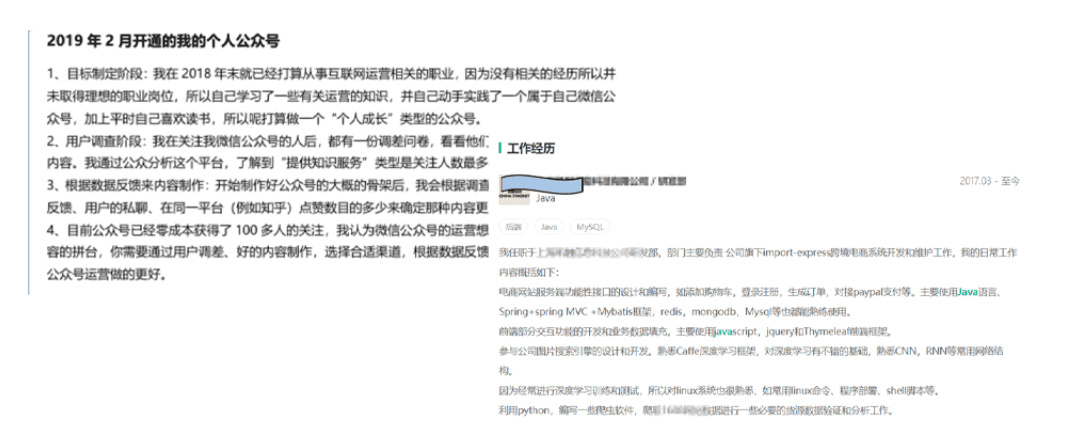 2019 年 2 月开通的我的个人公众号
1、目标制定阶段：我在 2018 年末就已经打算从事互联网运营相关的职业，因为没有相关的经历所以并
未取得理想的职业岗位，所以自己学习了一些有关运营的知识，并自己动手实践了一个属于自己微信公
众号，加上平时自己喜欢读书，所以呢打算做一个“个人成长”类型的公众号。
2、用户调查阶段：我在关注我微信公众号的人后，都有一份调差问卷，看看他们
内容。我通过公众分析这个平台，了解到“提供知识服务”类型是关注人数最多
3、根据数据反馈来内容制作：开始制作好公众号的大概的骨架后，我会根据调查
反馈、用户的私聊、在同一平台（例如知乎）点赞数目的多少来确定那种内容更
4、目前公众号已经零成本获得了 100 多人的关注，我认为微信公众号的运营想
容的拼台，你需要通过用户调差、好的内容制作，选择合适渠道，根据数据反馈
公众号运营做的更好。
工作经历
科技有限公司 / 研发部
2017.03 - 至今
Java
后端 Java MySQL
我任职于上 部，部门主要负责 公司旗下import-express跨境电商系统开发和维护工作，我的日常工作
内容概括如下：
电商网站服务端功能性接口的设计和编写，如添加购物车，登录注册，生成订单，对接paypal支付等。主要使用Java语言、
Spring+spring MVC +Mybatis框架，redis，mongodb，Mysql等也都能熟练使用。
前端部分交互功能的开发和业务数据填充，主要使用javascript，jquery和Thymeleaf前端框架。
参与公司图片搜索引擎的设计和开发。熟悉Caffe深度学习框架，对深度学习有不错的基础，熟悉CNN，RNN等常用网络结
构。
因为经常进行深度学习训练和测试，所以对linux系统也很熟悉，如常用linux命令、程序部署、shell脚本等。
利用python，编写一些爬虫软件，爬取 数据进行一些必要的货源数据验证和分析工作。